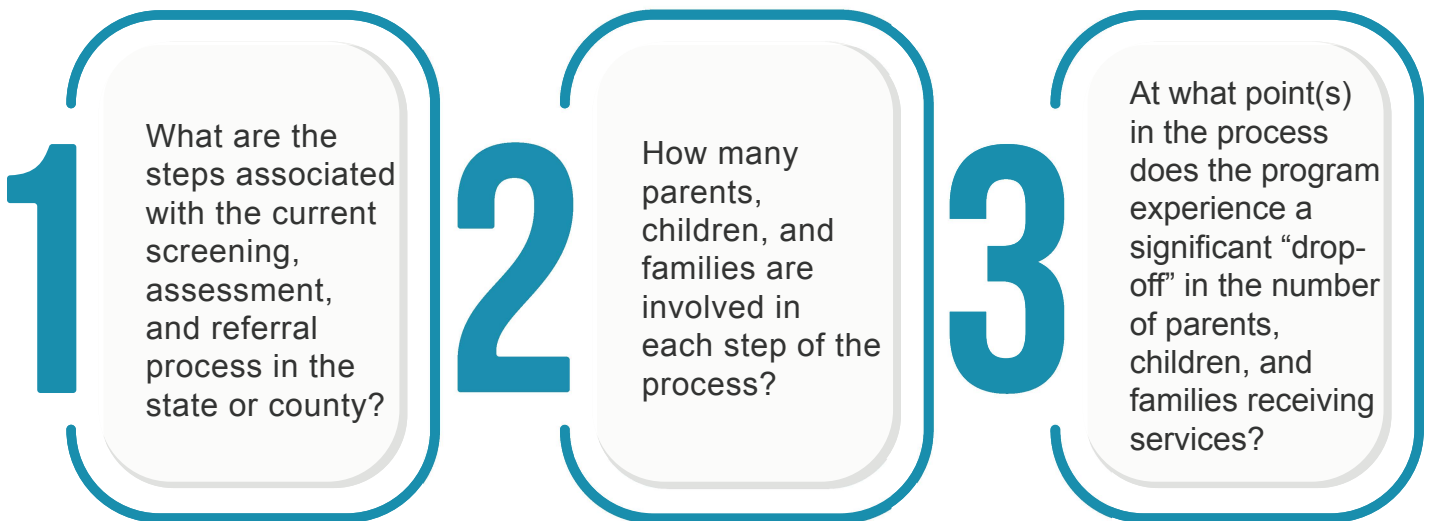 1
What are the
steps associated
with the current
screening,
assessment,
and referral
process in the
state or county?
2
How many
parents,
children, and
families are
involved in
each step of the
process?
3
At what point(s)
in the process
does the program
experience a
significant “drop-
off” in the number
of parents,
children, and
families receiving
services?